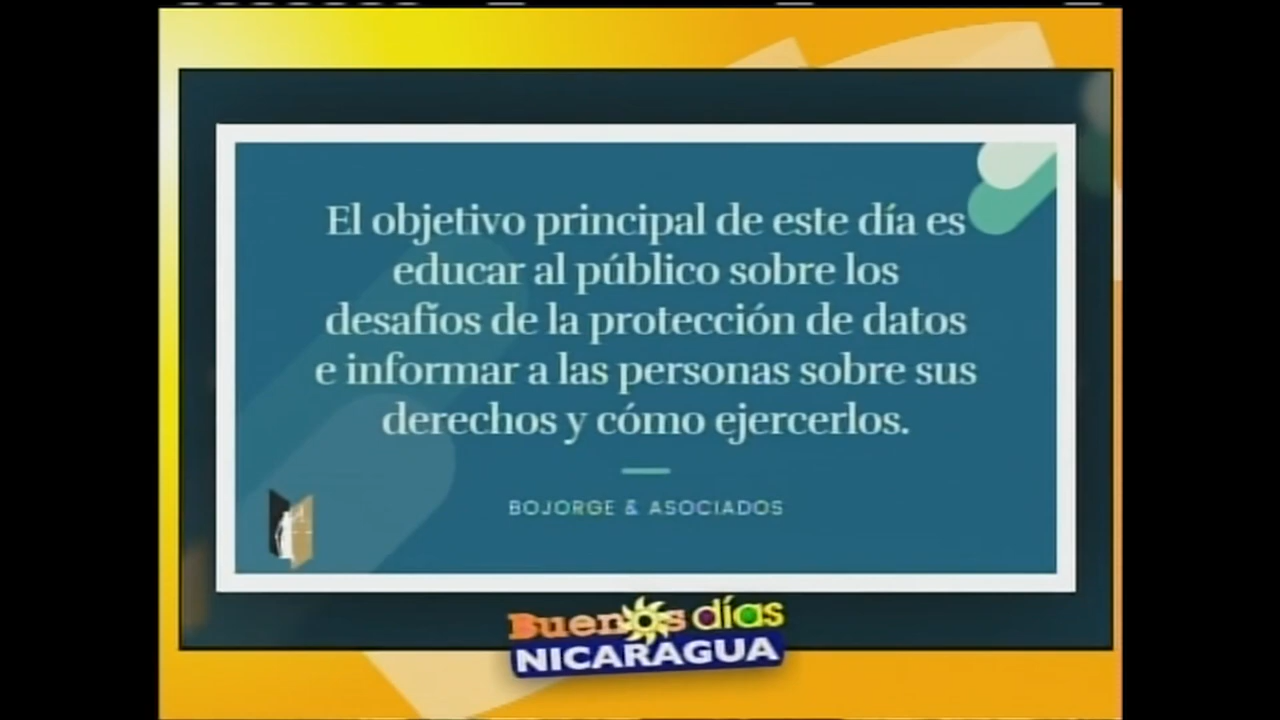 El objetivo principal de este día es
educar al público sobre los
desafíos de la protección de datos
e informar a las personas sobre sus
derechos y cómo ejercerlos.
BOJORGE & ASOCIADOS
Buenos días
NICARAGUA